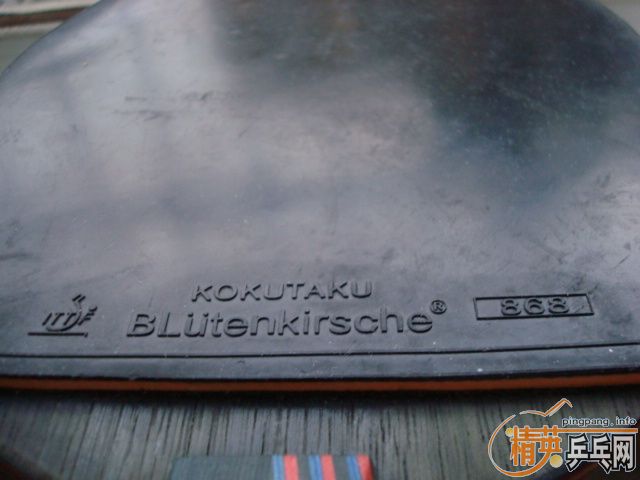 KOKUTAKU
ITTF BLütenkirsche® 868
pingpang.info
精英乒乓网